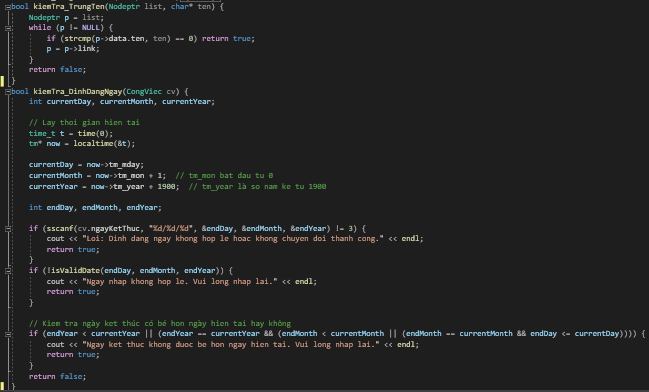 bool kiemTra_TrungTen(Nodeptr list, char* ten) {
Nodeptr p = list;
while (p != NULL) {
if (strcmp(p->data.ten, ten) == 0) return true;
p = p->link;
}
return false;
}
bool kiemTra_DinhDangNgay(CongViec cv) {
int currentDay, currentMonth, currentYear;
// Lay thoi gian hien tai
time_t t = time(0);
tm* now = localtime(&t);
currentDay = now->tm_mday;
currentMonth = now->tm_mon + 1; // tm_mon bat dau tu 0
currentYear = now->tm_year + 1900; // tm_year là so nam ke tu 1900
int endDay, endMonth, endYear;
if (sscanf(cv.ngayKetThuc, "%d/%d/%d", &endDay, &endMonth, &endYear) != 3) {
cout << "Loi: Dinh dang ngay khong hop le hoac khong chuyen doi thanh cong." << endl;
return true;
}
if (!isValidDate(endDay, endMonth, endYear)) {
cout << "Ngay nhap khong hop le. Vui long nhap lai." << endl;
return true;
}
// Kiem tra ngày ket thúc có bé hon ngày hien tai hay không
if (endYear < currentYear || (endYear == currentYear && (endMonth < currentMonth || (endMonth == currentMonth && endDay <= currentDay)))) {
cout << "Ngay ket thuc khong duoc be hon ngay hien tai. Vui long nhap lai." << endl;
return true;
}
return false;
}